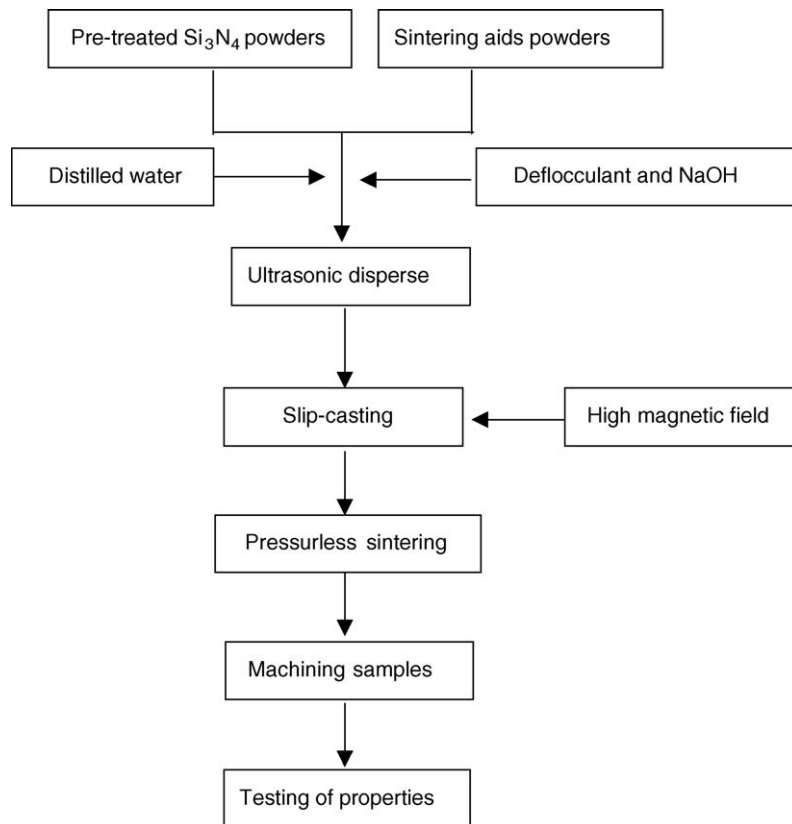 Pre-treated Si₃N₄ powders
Sintering aids powders
Distilled water
Deflocculant and NaOH
Ultrasonic disperse
Slip-casting
High magnetic field
Pressurless sintering
Machining samples
Testing of properties